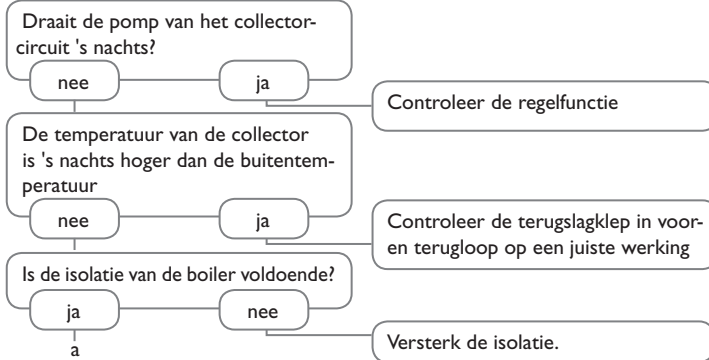 Draait de pomp van het collector-
circuit 's nachts?
nee
ja
Controleer de regelfunctie
De temperatuur van de collector
is 's nachts hoger dan de buitentem-
peratuur
nee
ja
Controleer de terugslagklep in voor-
en terugloop op een juiste werking
Is de isolatie van de boiler voldoende?
ja
nee
Versterk de isolatie.
a